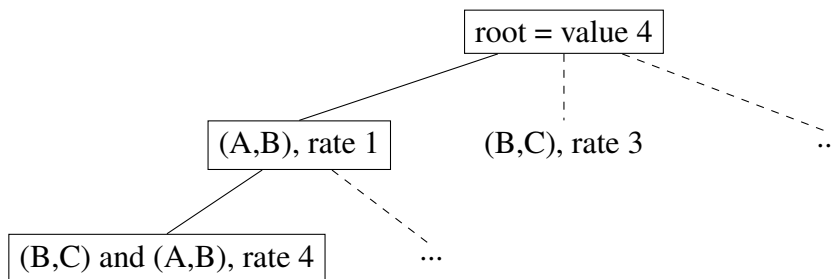 root = value 4
(A,B), rate 1
(B,C), rate 3
..
(B,C) and (A,B), rate 4
...